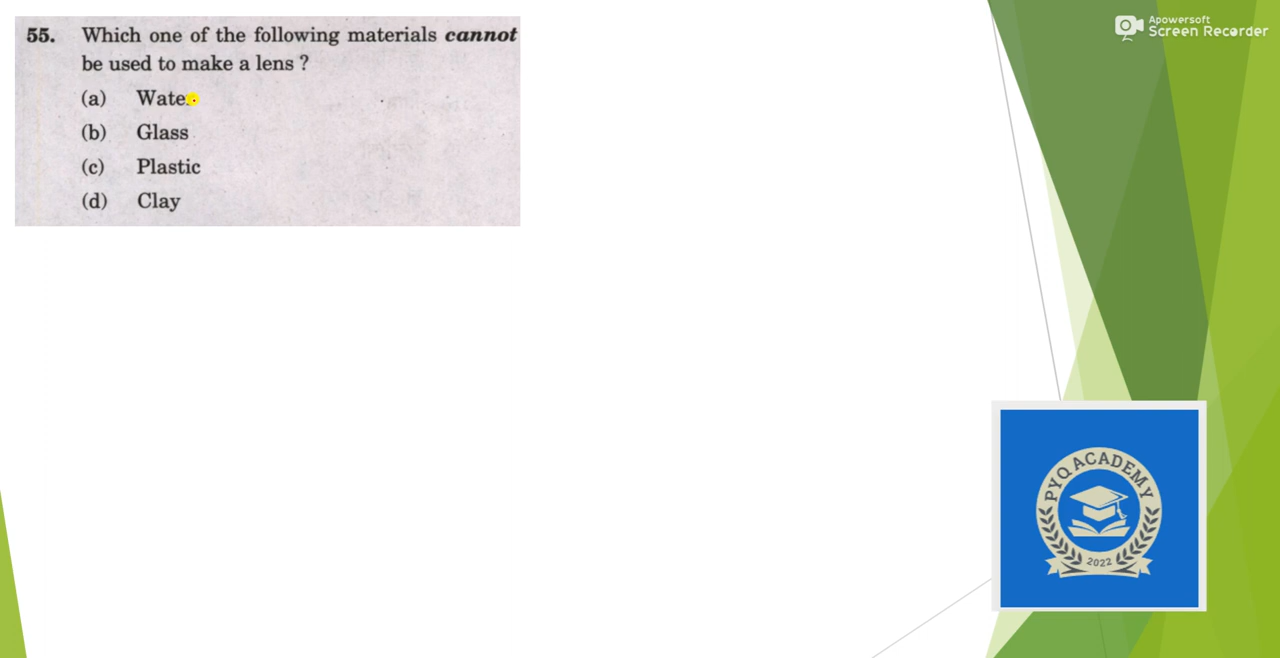 55. Which one of the following materials cannot
be used to make a lens ?
(a) Water
(b) Glass
(c) Plastic
(d) Clay
Apowersoft
Screen Recorder
PYQ ACADEMY
2022